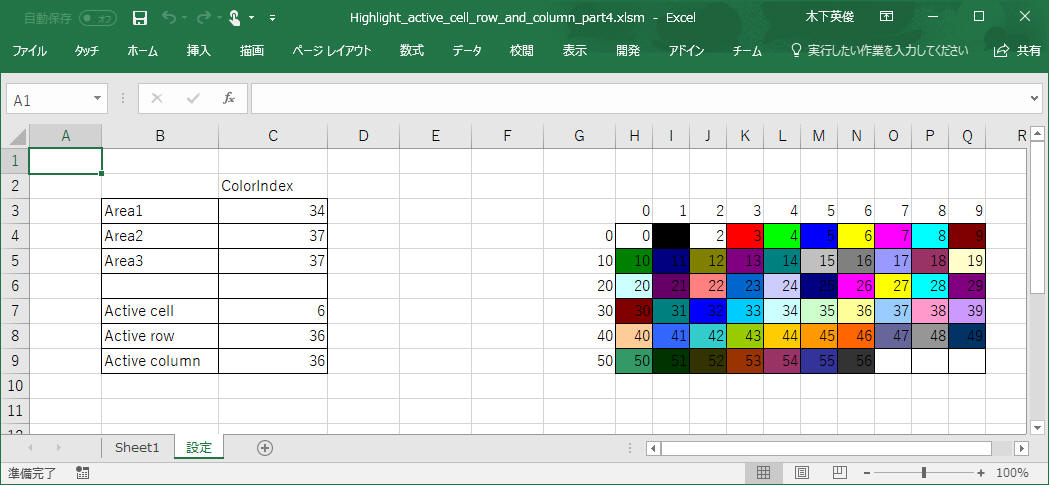 自動保存 オフ Highlight_active_cell_row_and_column_part4.xlsm - Excel 木下英俊
ファイル タッチ ホーム 挿入 描画 ページ レイアウト 数式 データ 校閲 表示 開発 アドイン チーム 実行したい作業を入力してください 共有
A1 fx
A B C D E F G H I J K L M N O P Q R
1
2 ColorIndex
3 Area1 34 0 1 2 3 4 5 6 7 8 9
4 Area2 37 0 0 2 3 4 5 6 7 8 9
5 Area3 37 10 10 11 12 13 14 15 16 17 18 19
6 20 20 21 22 23 24 25 26 27 28 29
7 Active cell 6 30 30 31 32 33 34 35 36 37 38 39
8 Active row 36 40 40 41 42 43 44 45 46 47 48 49
9 Active column 36 50 50 51 52 53 54 55 56
10
11
12
Sheet1 設定
準備完了 100%